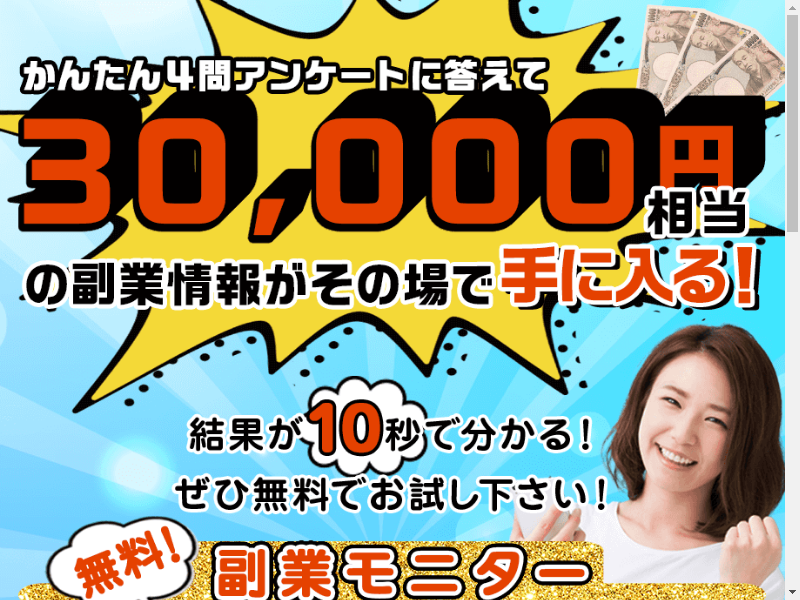 かんたん4問アンケートに答えて
30,000円
相当
の副業情報がその場で手に入る!
結果が10秒で分かる!
ぜひ無料でお試し下さい!
無料!
副業モニター